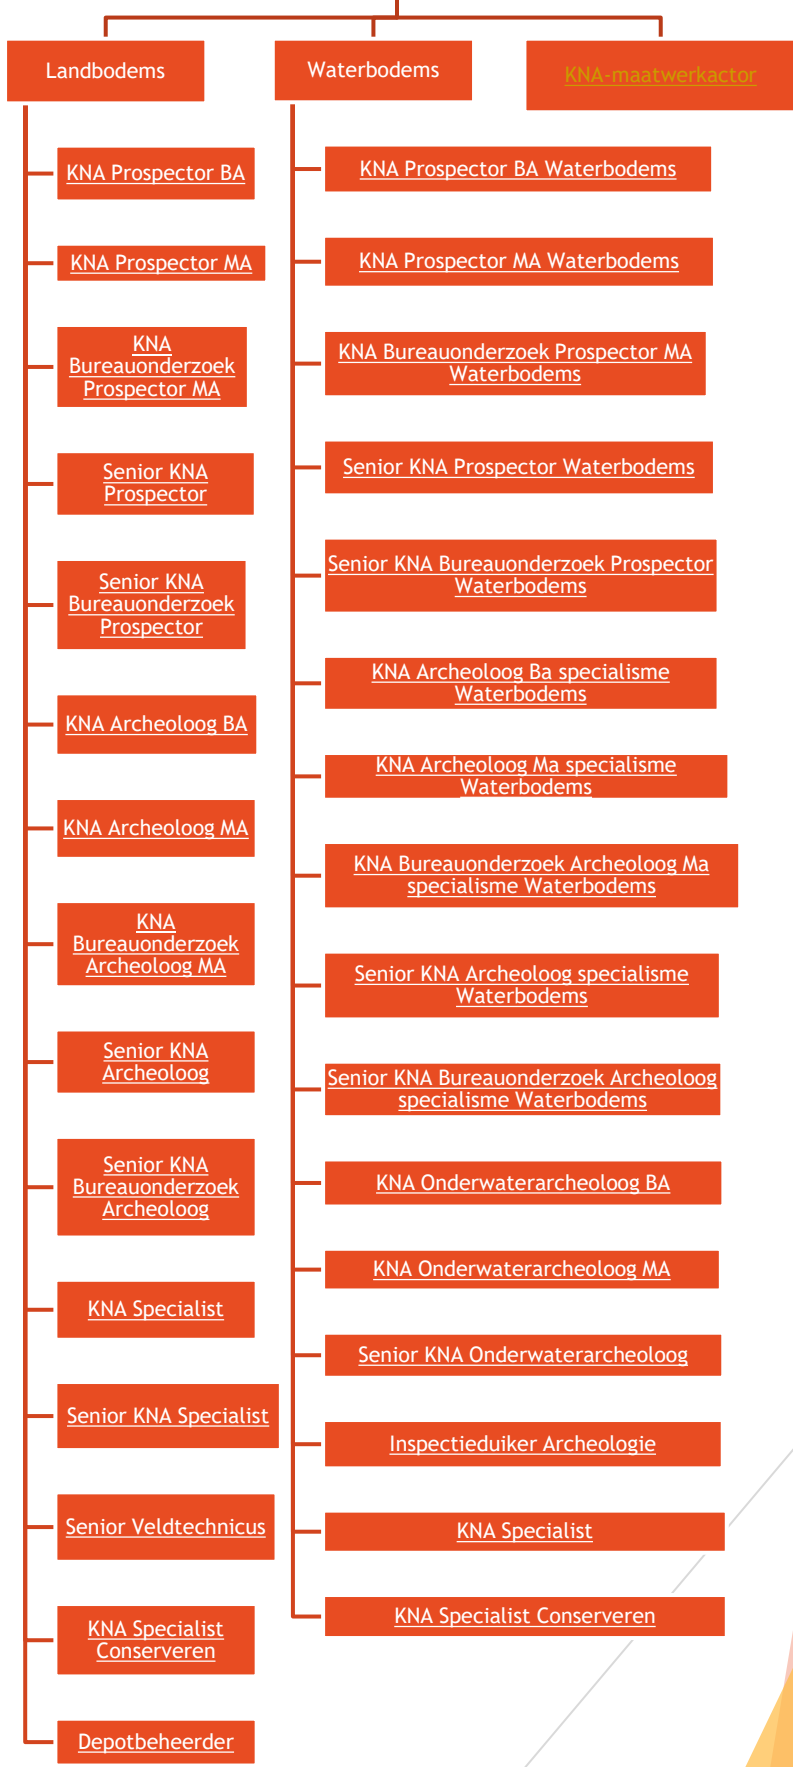 Landbodems
Waterbodems
KNA-maatwerkactor
KNA Prospector BA
KNA Prospector MA
KNA
Bureauonderzoek
Prospector MA
Senior KNA
Prospector
Senior KNA
Bureauonderzoek
Prospector
KNA Archeoloog BA
KNA Archeoloog MA
KNA
Bureauonderzoek
Archeoloog MA
Senior KNA
Archeoloog
Senior KNA
Bureauonderzoek
Archeoloog
KNA Specialist
Senior KNA Specialist
Senior Veldtechnicus
KNA Specialist
Conserveren
Depotbeheerder
KNA Prospector BA Waterbodems
KNA Prospector MA Waterbodems
KNA Bureauonderzoek Prospector MA
Waterbodems
Senior KNA Prospector Waterbodems
Senior KNA Bureauonderzoek Prospector
Waterbodems
KNA Archeoloog Ba specialisme
Waterbodems
KNA Archeoloog Ma specialisme
Waterbodems
KNA Bureauonderzoek Archeoloog Ma
specialisme Waterbodems
Senior KNA Archeoloog specialisme
Waterbodems
Senior KNA Bureauonderzoek Archeoloog
specialisme Waterbodems
KNA Onderwaterarcheoloog BA
KNA Onderwaterarcheoloog MA
Senior KNA Onderwaterarcheoloog
Inspectieduiker Archeologie
KNA Specialist
KNA Specialist Conserveren